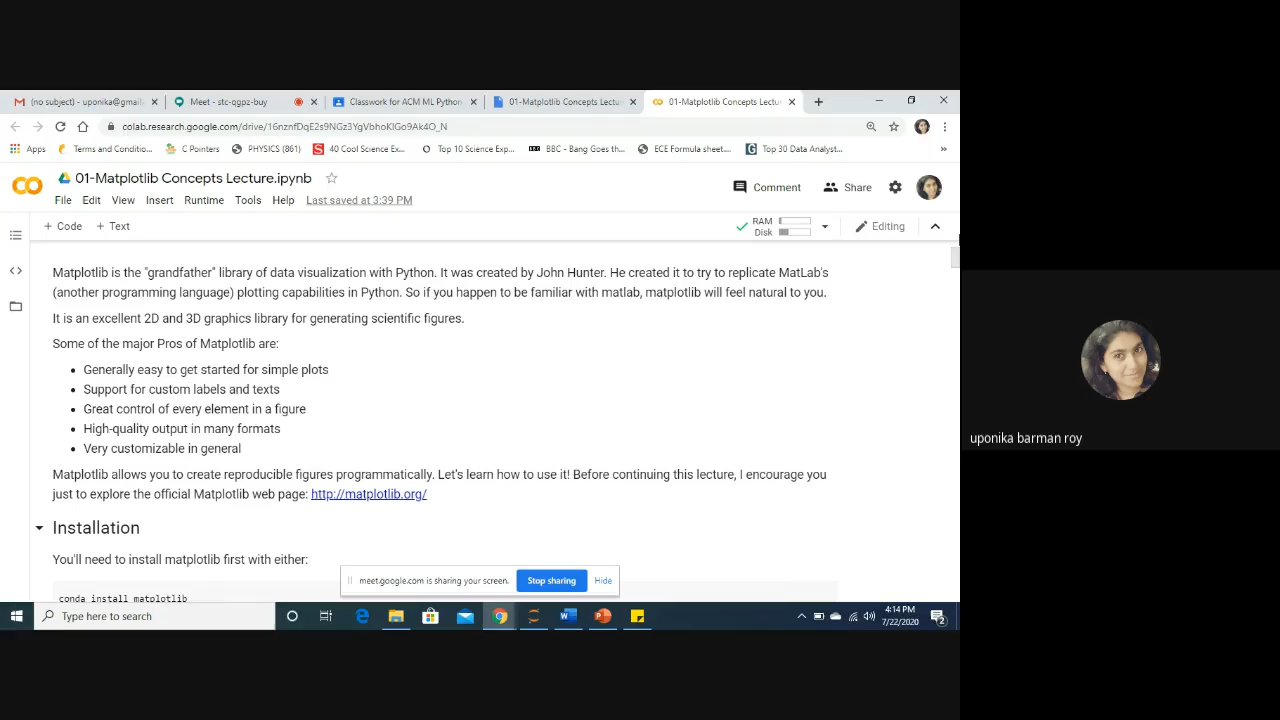 (no subject) - uponika@gmail
Meet - stc-qgpz-buy
Classwork for ACM ML Python
01-Matplotlib Concepts Lectur
01-Matplotlib Concepts Lectur
colab.research.google.com/drive/16nznfDqE2s9NGz3YgVbhoKIGo9Ak4O_N
Apps
Terms and Conditio...
C Pointers
PHYSICS (861)
40 Cool Science Ex...
Top 10 Science Exp...
BBC - Bang Goes th...
ECE Formula sheet....
Top 30 Data Analyst...
01-Matplotlib Concepts Lecture.ipynb
Comment
Share
File Edit View Insert Runtime Tools Help Last saved at 3:39 PM
+ Code + Text
RAM
Disk
Editing
Matplotlib is the "grandfather" library of data visualization with Python. It was created by John Hunter. He created it to try to replicate MatLab's
(another programming language) plotting capabilities in Python. So if you happen to be familiar with matlab, matplotlib will feel natural to you.
It is an excellent 2D and 3D graphics library for generating scientific figures.
Some of the major Pros of Matplotlib are:
• Generally easy to get started for simple plots
• Support for custom labels and texts
• Great control of every element in a figure
• High-quality output in many formats
• Very customizable in general
Matplotlib allows you to create reproducible figures programmatically. Let's learn how to use it! Before continuing this lecture, I encourage you
just to explore the official Matplotlib web page: http://matplotlib.org/
Installation
You'll need to install matplotlib first with either:
conda install matplotlib
meet.google.com is sharing your screen.
Stop sharing
Hide
Type here to search
4:14 PM
7/22/2020
2
uponika barman roy